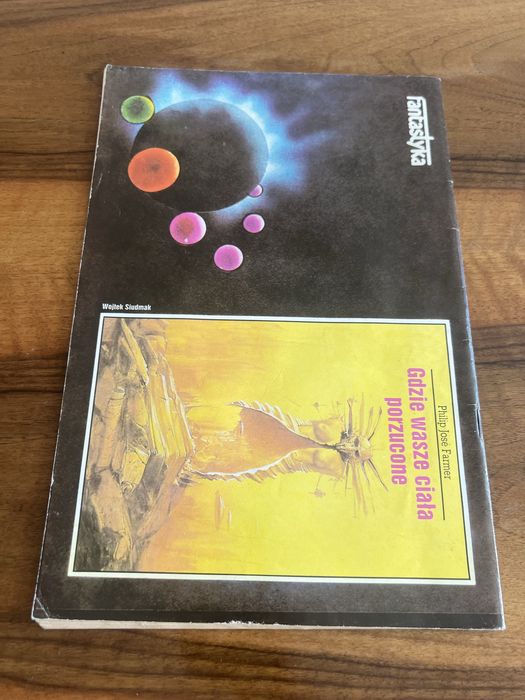 Fantastyka
Wojtek Siudmak
Philip José Farmer
Gdzie wasze ciała
porzucone